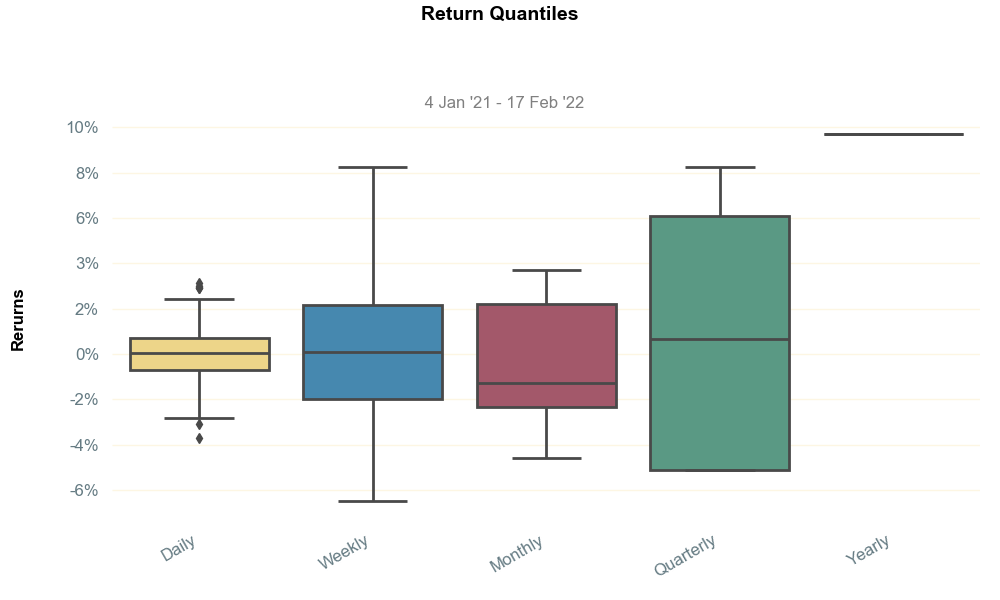 Return Quantiles
4 Jan '21 - 17 Feb '22
Rerurns
10%
8%
6%
3%
2%
0%
-2%
-4%
-6%
Daily
Weekly
Monthly
Quarterly
Yearly